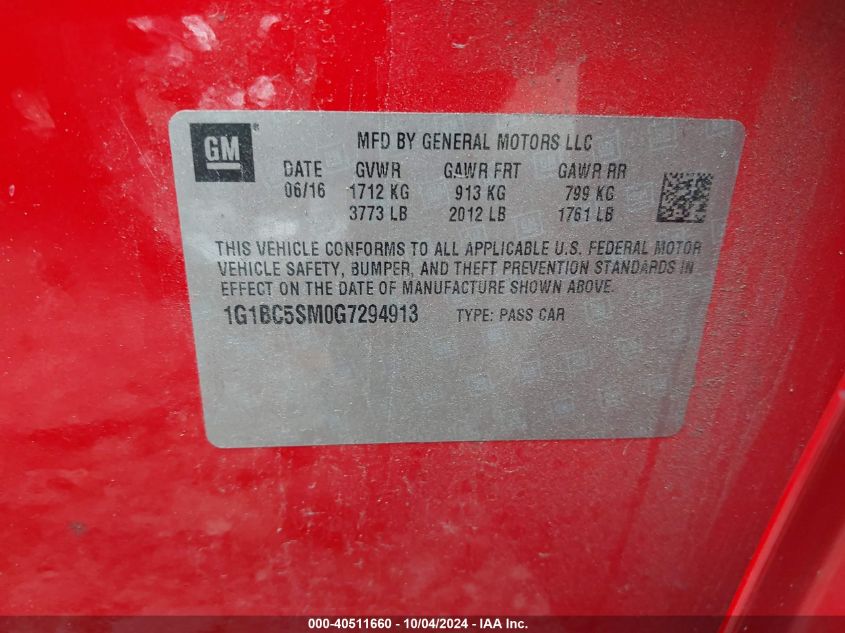 GM
MFD BY GENERAL MOTORS LLC
DATE GVWR GAWR FRT GAWR RR
06/16 1712 KG 913 KG 799 KG
3773 LB 2012 LB 1761 LB
THIS VEHICLE CONFORMS TO ALL APPLICABLE U.S. FEDERAL MOTOR
VEHICLE SAFETY, BUMPER, AND THEFT PREVENTION STANDARDS IN
EFFECT ON THE DATE OF MANUFACTURE SHOWN ABOVE.
1G1BC5SM0G7294913 TYPE: PASS CAR
000-40511660 - 10/04/2024 - IAA Inc.